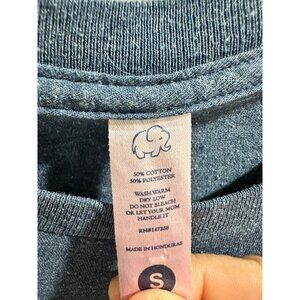 50% COTTON
50% POLYESTER
WASH WARM
DRY LOW
DO NOT BLEACH
OR LET YOUR MOM
HANDLE IT
RN#147258
MADE IN HONDURAS
S